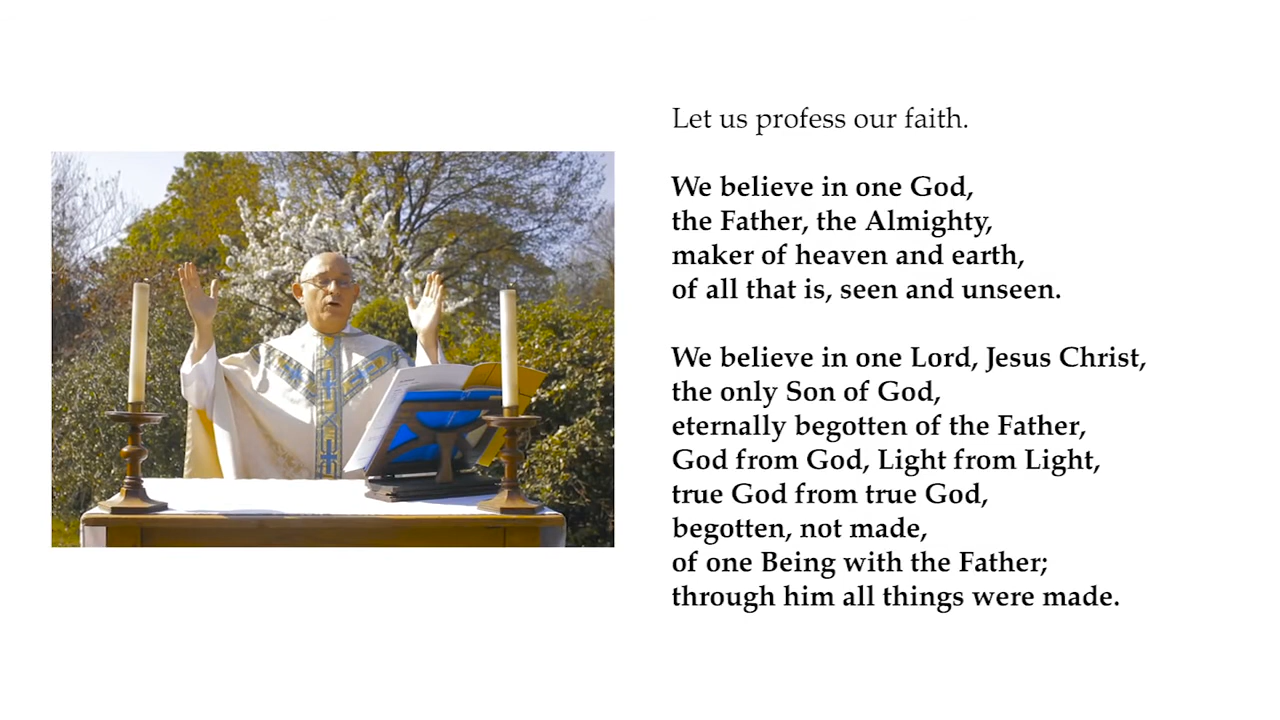 Let us profess our faith.
We believe in one God,
the Father, the Almighty,
maker of heaven and earth,
of all that is, seen and unseen.
We believe in one Lord, Jesus Christ,
the only Son of God,
eternally begotten of the Father,
God from God, Light from Light,
true God from true God,
begotten, not made,
of one Being with the Father;
through him all things were made.